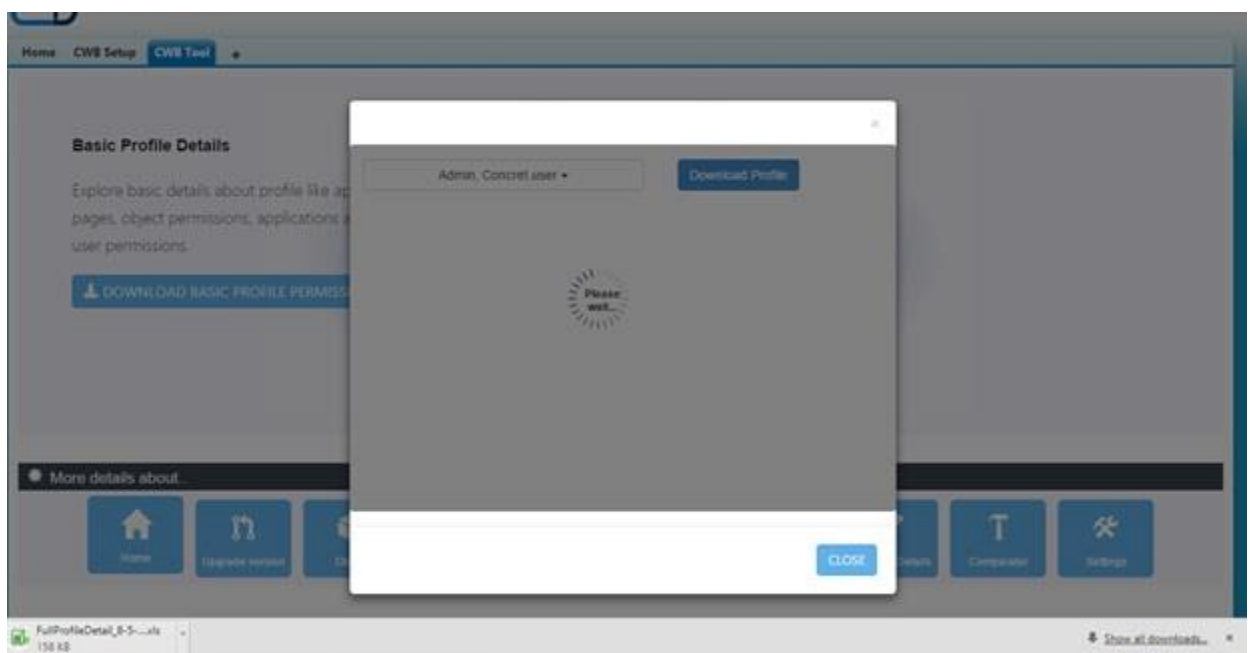 Home CWB Setup CWB Tool +
×
Basic Profile Details
Admin, Concret user
Download Profile
Explore basic details about profile like
pages, object permissions, applications
user permissions.
DOWNLOAD BASIC PROFILE
Please
wait...
More details about..
Home
Upgrade version
Comparator
Settings
CLOSE
FullProfileDetail_8-5-....xls
158 KB
Show all downloads...
×